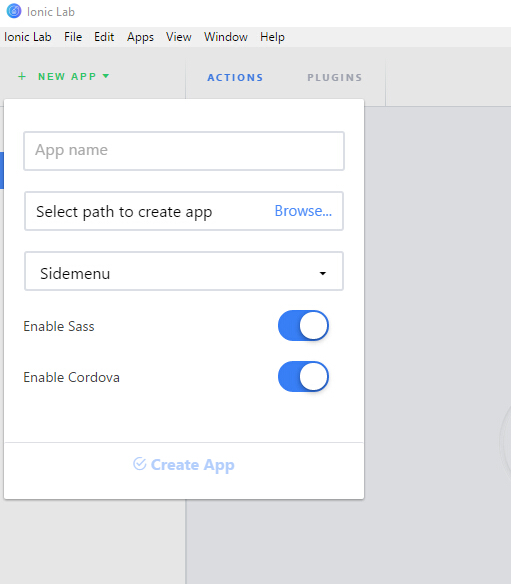 Ionic Lab
Ionic Lab File Edit Apps View Window Help
+ NEW APP ACTIONS PLUGINS
App name
Select path to create app Browse...
Sidemenu
Enable Sass
Enable Cordova
Create App